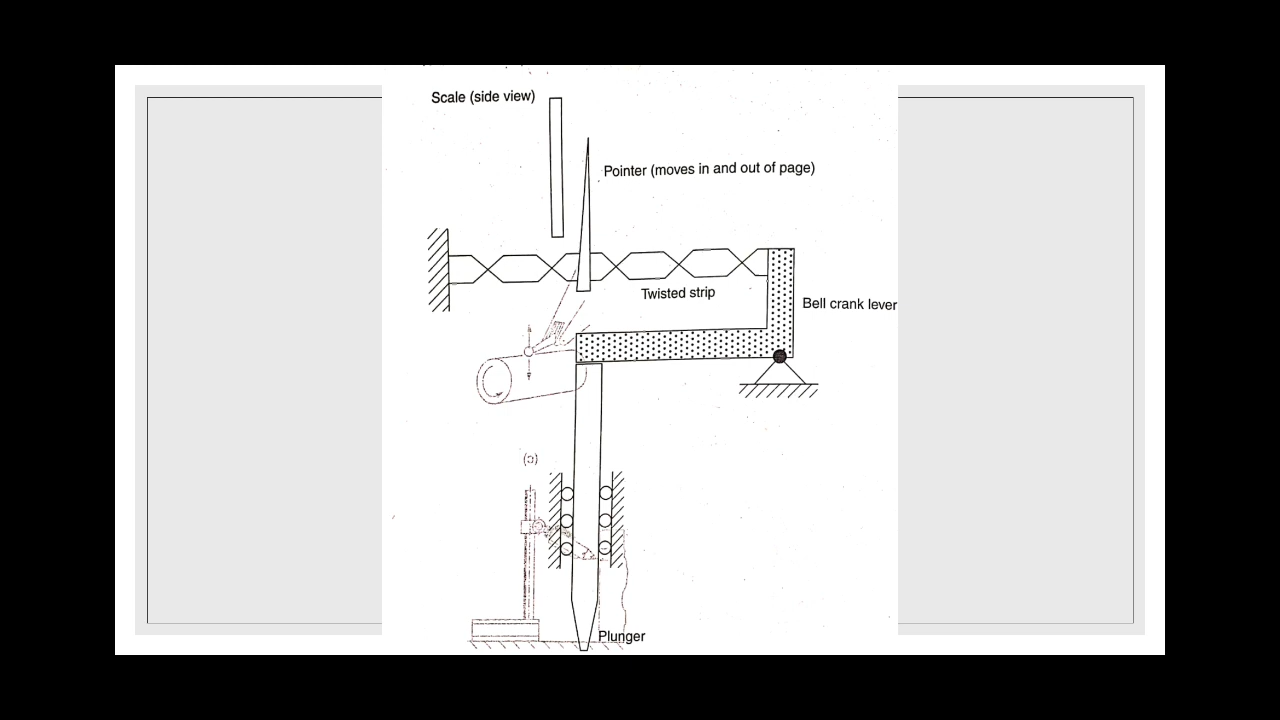 Scale (side view)
Pointer (moves in and out of page)
Twisted strip
Bell crank lever
Plunger